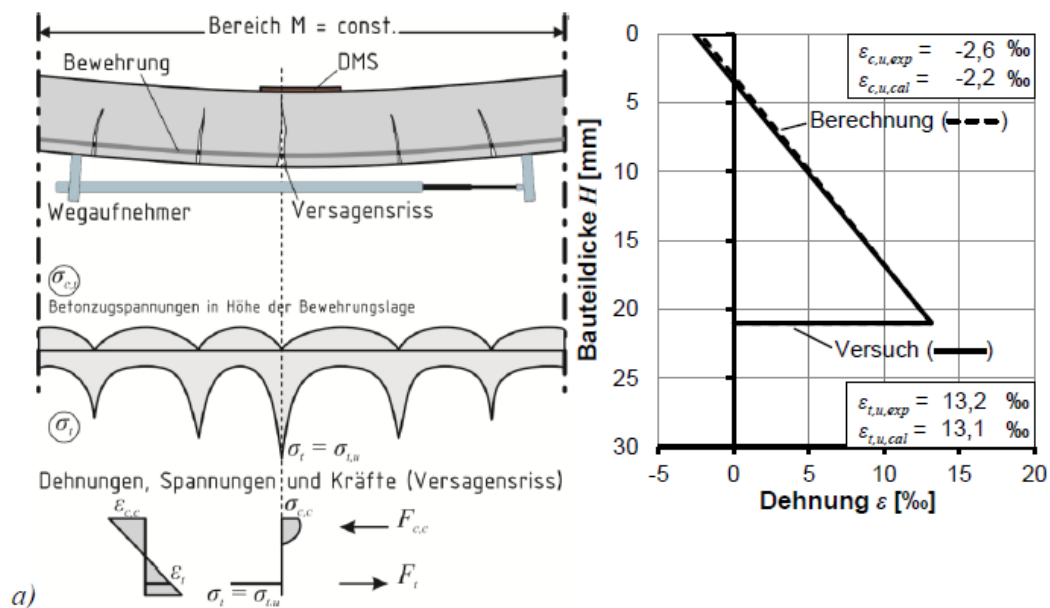 Bereich M = const.
Bewehrung
DMS
Wegaufnehmer
Versagensriss
σc,t
Betonzugspannungen in Höhe der Bewehrungslage
σt
σt = σt,u
Dehnungen, Spannungen und Kräfte (Versagensriss)
εc,c
σc,c
Fc,c
εt
σt = σt,u
Ft
a)
Bauteildicke H [mm]
0
5
10
15
20
25
30
εc,u,exp = -2,6 ‰
εc,u,cal = -2,2 ‰
Berechnung (---)
Versuch (—)
εt,u,exp = 13,2 ‰
εt,u,cal = 13,1 ‰
-5 0 5 10 15 20
Dehnung ε [‰]